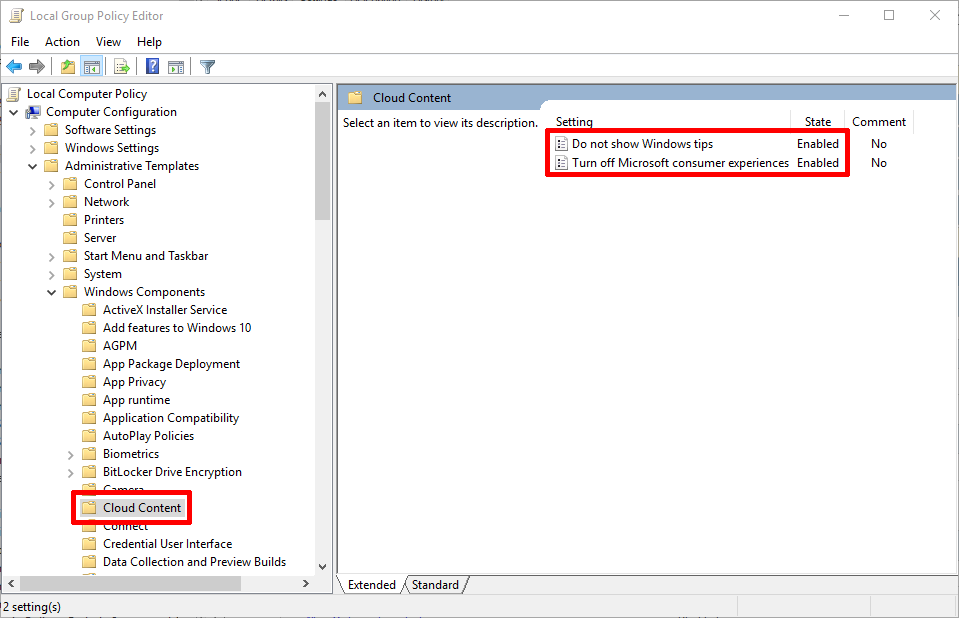 Local Group Policy Editor
File Action View Help
Local Computer Policy
Computer Configuration
Software Settings
Windows Settings
Administrative Templates
Control Panel
Network
Printers
Server
Start Menu and Taskbar
System
Windows Components
ActiveX Installer Service
Add features to Windows 10
AGPM
App Package Deployment
App Privacy
App runtime
Application Compatibility
AutoPlay Policies
Biometrics
BitLocker Drive Encryption
Camera
Cloud Content
Connect
Credential User Interface
Data Collection and Preview Builds
Cloud Content
Select an item to view its description.
Setting State Comment
Do not show Windows tips Enabled No
Turn off Microsoft consumer experiences Enabled No
Extended Standard
2 setting(s)